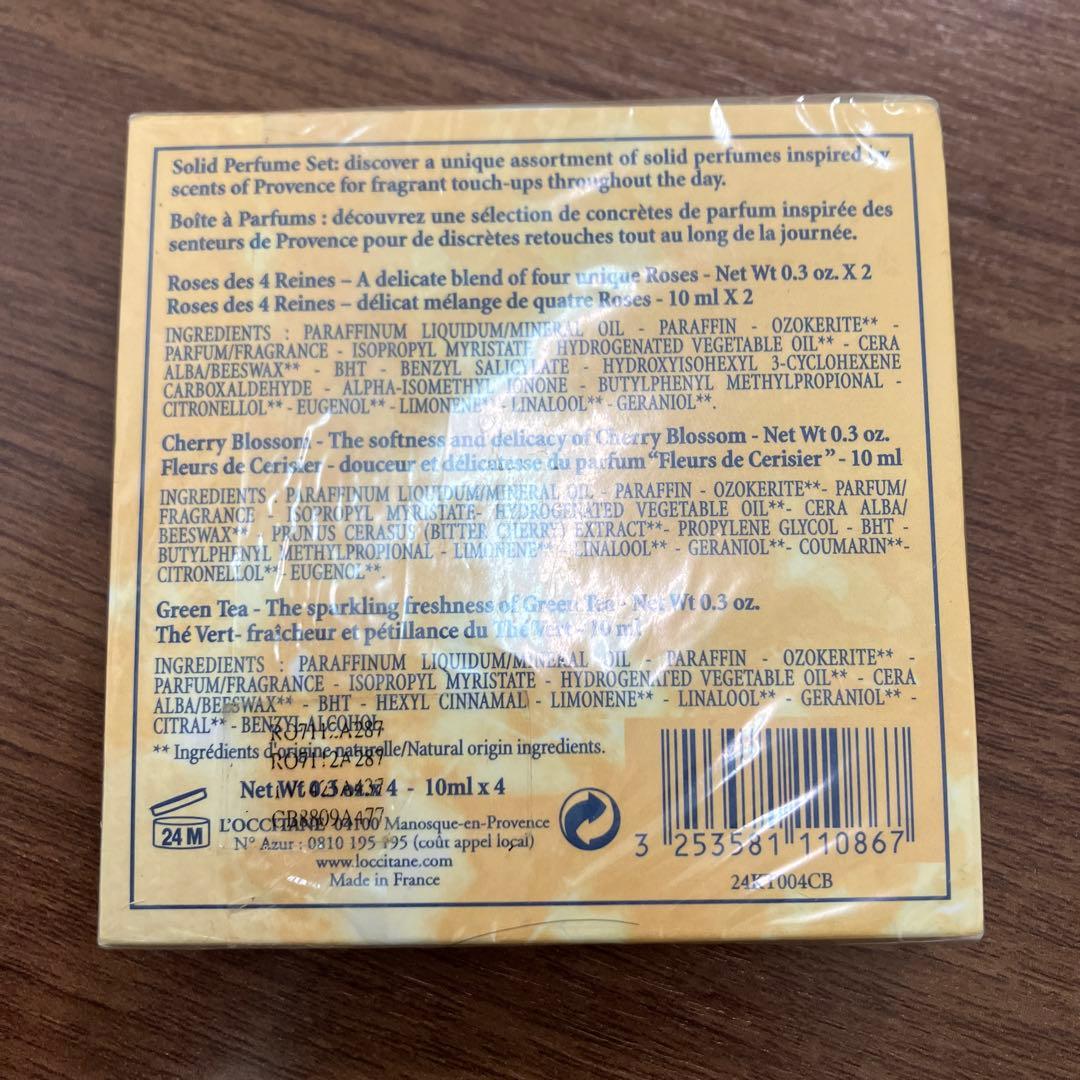 Solid Perfume Set: discover a unique assortment of solid perfumes inspired by
scents of Provence for fragrant touch-ups throughout the day.
Boîte à Parfums : découvrez une sélection de concrètes de parfum inspirée des
senteurs de Provence pour de discrètes retouches tout au long de la journée.
Roses des 4 Reines – A delicate blend of four unique Roses - Net Wt 0.3 oz. X 2
Roses des 4 Reines – délicat mélange de quatre Roses - 10 ml X 2
INGREDIENTS : PARAFFINUM LIQUIDUM/MINERAL OIL - PARAFFIN - OZOKERITE** -
PARFUM/FRAGRANCE - ISOPROPYL MYRISTATE - HYDROGENATED VEGETABLE OIL** - CERA
ALBA/BEESWAX** - BHT - BENZYL SALICYLATE - HYDROXYISOHEXYL 3-CYCLOHEXENE
CARBOXALDEHYDE - ALPHA-ISOMETHYL IONONE - BUTYLPHENYL METHYLPROPIONAL -
CITRONELLOL** - EUGENOL** - LIMONENE** - LINALOOL** - GERANIOL**.
Cherry Blossom - The softness and delicacy of Cherry Blossom - Net Wt 0.3 oz.
Fleurs de Cerisier - douceur et délicatesse du parfum “Fleurs de Cerisier” - 10 ml
INGREDIENTS : PARAFFINUM LIQUIDUM/MINERAL OIL - PARAFFIN - OZOKERITE**- PARFUM/
FRAGRANCE - ISOPROPYL MYRISTATE- HYDROGENATED VEGETABLE OIL**- CERA ALBA/
BEESWAX** - PRUNUS CERASUS (BITTER CHERRY) EXTRACT**- PROPYLENE GLYCOL - BHT -
BUTYLPHENYL METHYLPROPIONAL - LIMONENE** - LINALOOL** - GERANIOL**- COUMARIN**-
CITRONELLOL**- EUGENOL**.
Green Tea - The sparkling freshness of Green Tea - Net Wt 0.3 oz.
Thé Vert- fraîcheur et pétillance du Thé Vert - 10 ml
INGREDIENTS : PARAFFINUM LIQUIDUM/MINERAL OIL - PARAFFIN - OZOKERITE** -
PARFUM/FRAGRANCE - ISOPROPYL MYRISTATE - HYDROGENATED VEGETABLE OIL** - CERA
ALBA/BEESWAX** - BHT - HEXYL CINNAMAL - LIMONENE** - LINALOOL** - GERANIOL** -
CITRAL** - BENZYL ALCOHOL
** Ingrédients d'origine naturelle/Natural origin ingredients.
Net Wt 0.3 oz.x 4 - 10ml x 4
24 M
L'OCCITANE 04100 Manosque-en-Provence
N° Azur : 0810 195 195 (coût appel local)
www.loccitane.com
Made in France
3 253581 110867
24KT004CB